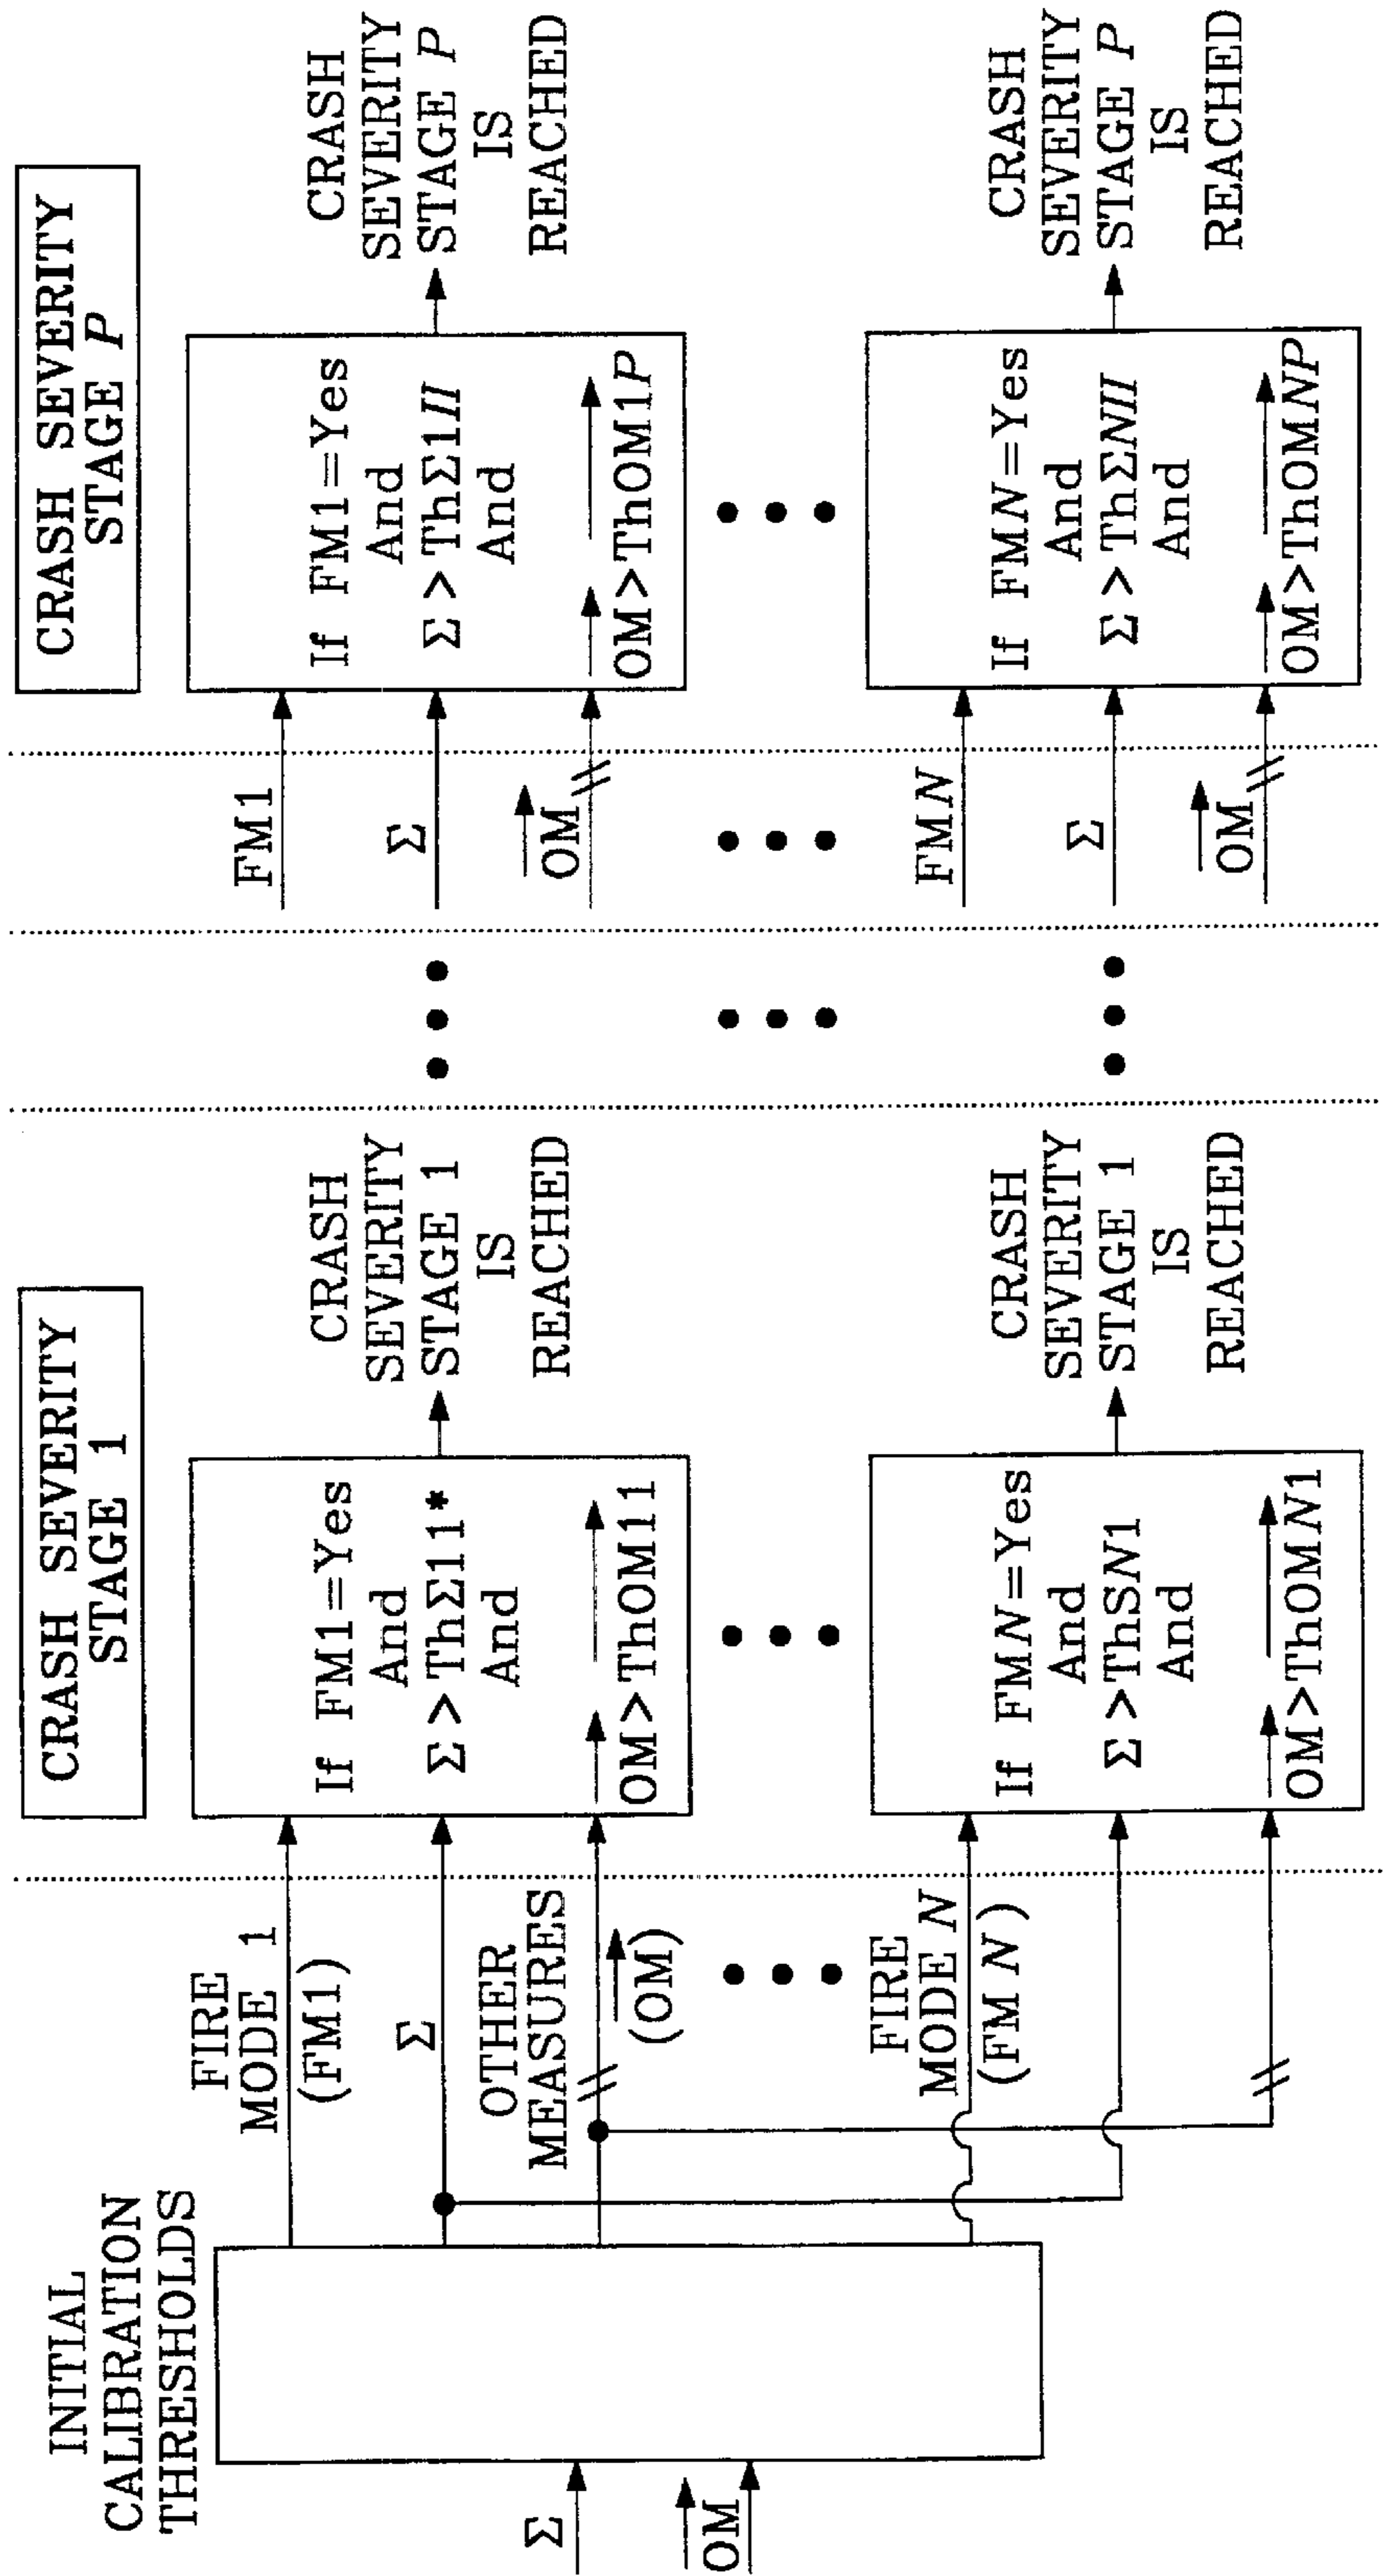 INITIAL
CALIBRATION
THRESHOLDS
Σ
OM
FIRE
MODE 1
(FM1)
Σ
OTHER
MEASURES
(OM)
FIRE
MODE N
(FM N)
CRASH SEVERITY
STAGE 1
If FM1=Yes
And
Σ>ThΣ11*
And
OM>ThOM11
CRASH
SEVERITY
STAGE 1
IS
REACHED
If FMN=Yes
And
Σ>ThSN1
And
OM>ThOMN1
CRASH
SEVERITY
STAGE 1
IS
REACHED
FM1
Σ
OM
FMN
Σ
OM
CRASH SEVERITY
STAGE P
If FM1=Yes
And
Σ>ThΣ1II
And
OM>ThOM1P
CRASH
SEVERITY
STAGE P
IS
REACHED
If FMN=Yes
And
Σ>ThΣNII
And
OM>ThOMNP
CRASH
SEVERITY
STAGE P
IS
REACHED